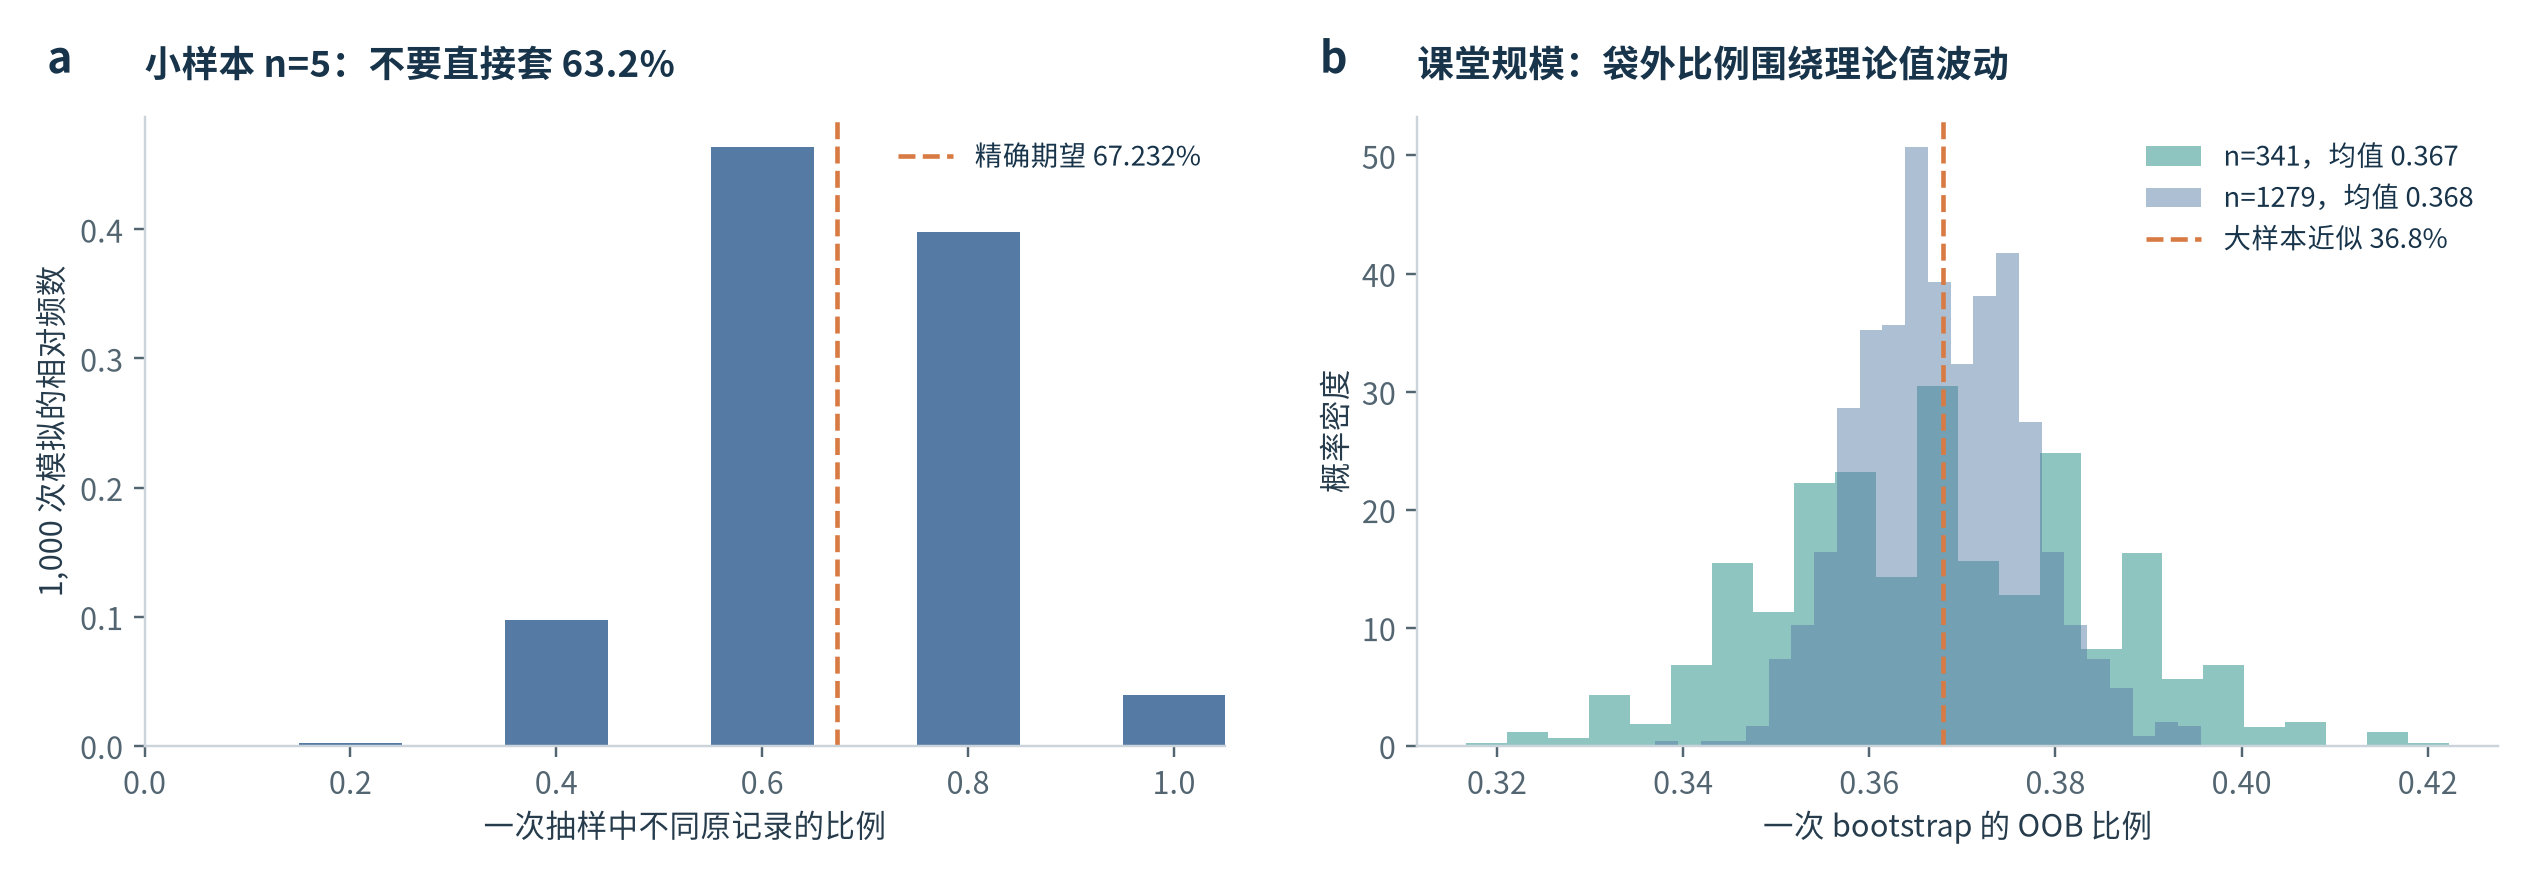 a
小样本 n=5：不要直接套 63.2%
精确期望 67.232%
1,000 次模拟的相对频数
0.4
0.3
0.2
0.1
0.0
0.0 0.2 0.4 0.6 0.8 1.0
一次抽样中不同原记录的比例
b
课堂规模：袋外比例围绕理论值波动
n=341，均值 0.367
n=1279，均值 0.368
大样本近似 36.8%
概率密度
50
40
30
20
10
0
0.32 0.34 0.36 0.38 0.40 0.42
一次 bootstrap 的 OOB 比例